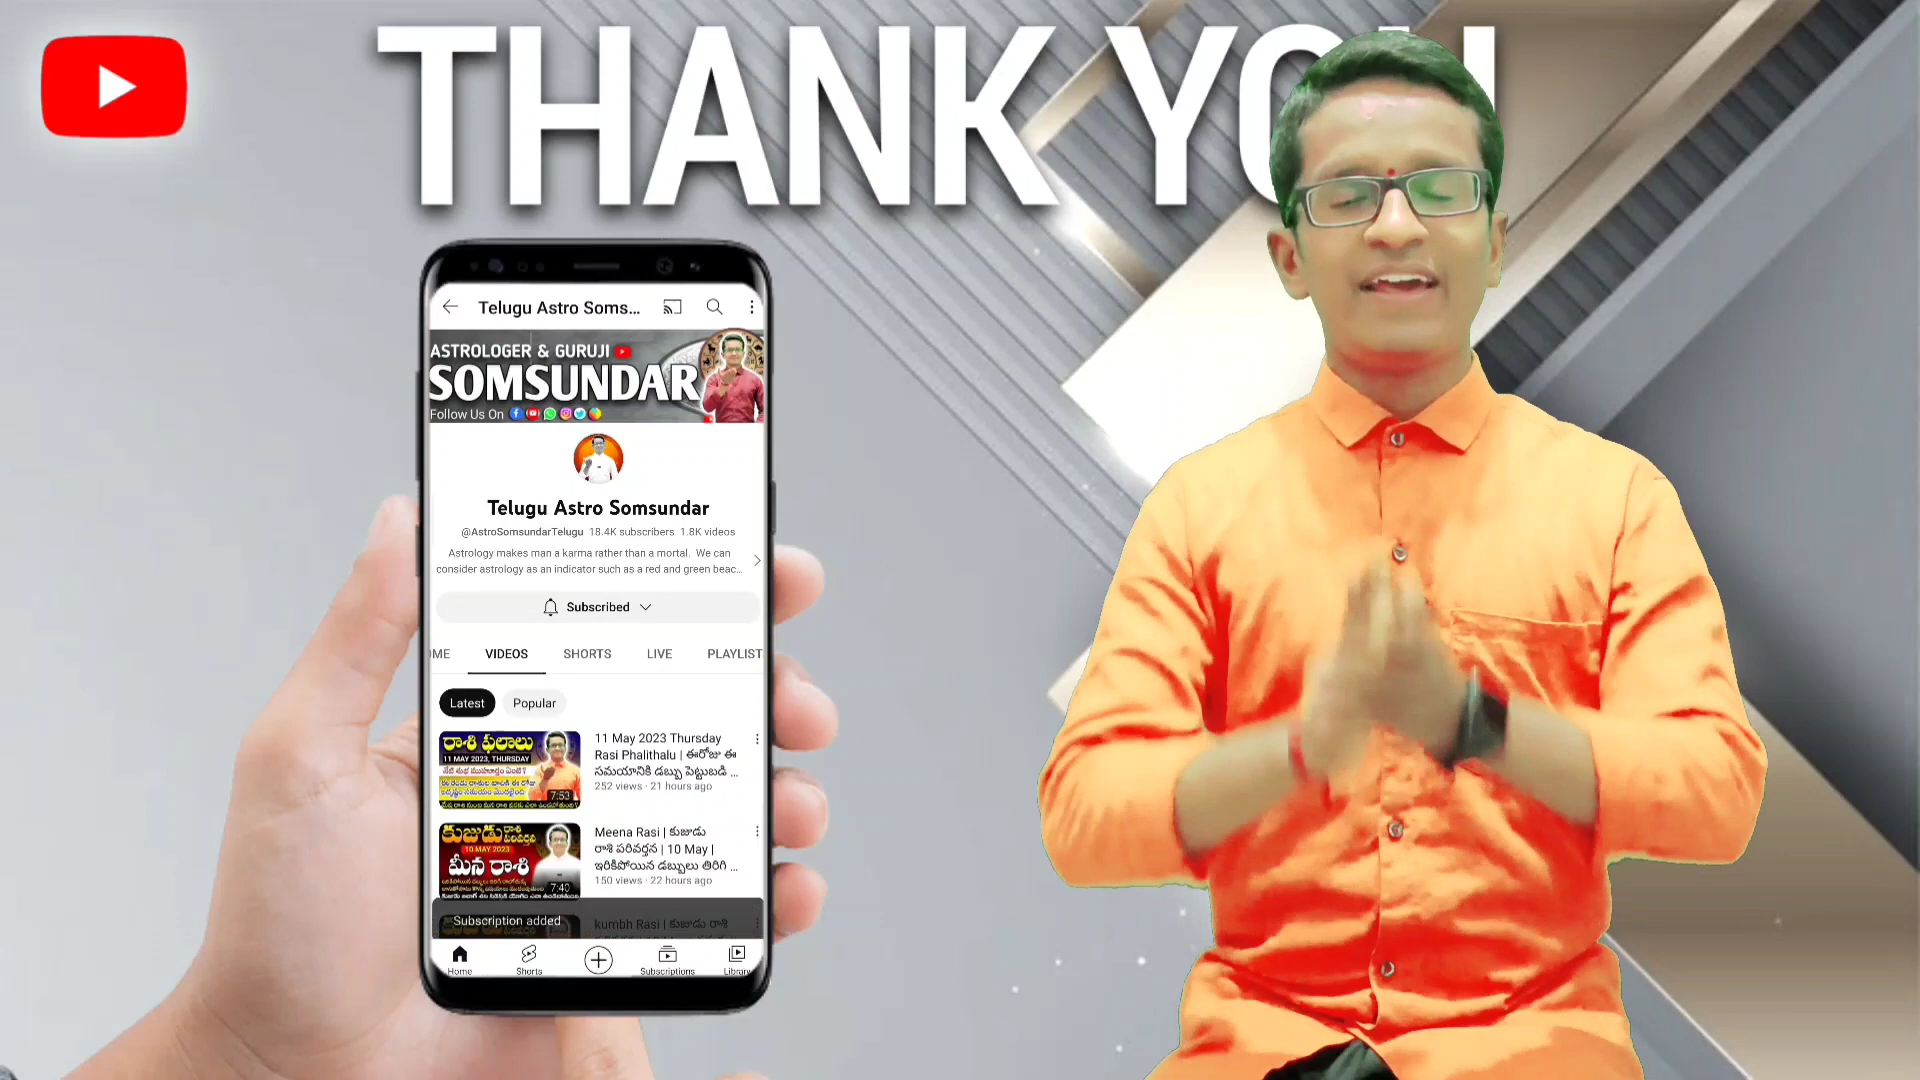 THANK YOU
Telugu Astro Soms...
ASTROLOGER & GURUJI
SOMSUNDAR
Follow Us On
Telugu Astro Somsundar
@AstroSomsundarTelugu 18.4K subscribers 1.8K videos
Astrology makes man a karma rather than a mortal. We can
consider astrology as an indicator such as a red and green beac...
Subscribed
OME VIDEOS SHORTS LIVE PLAYLIST
Latest Popular
రాశి ఫలాలు
11 MAY 2023, THURSDAY
7:53
11 May 2023 Thursday
Rasi Phalithalu | ఈరోజు ఈ
సమయానికి డబ్బు పెట్టుబడి ...
252 views · 21 hours ago
కుజుడు రాశి పరివర్తన
10 MAY 2023
మీన రాశి
7:40
Meena Rasi | కుజుడు
రాశి పరివర్తన | 10 May |
ఇరికిపోయిన డబ్బులు తిరిగి ...
150 views · 22 hours ago
kumbh Rasi | కుజుడు రాశి
Subscription added
Home Shorts Subscriptions Library